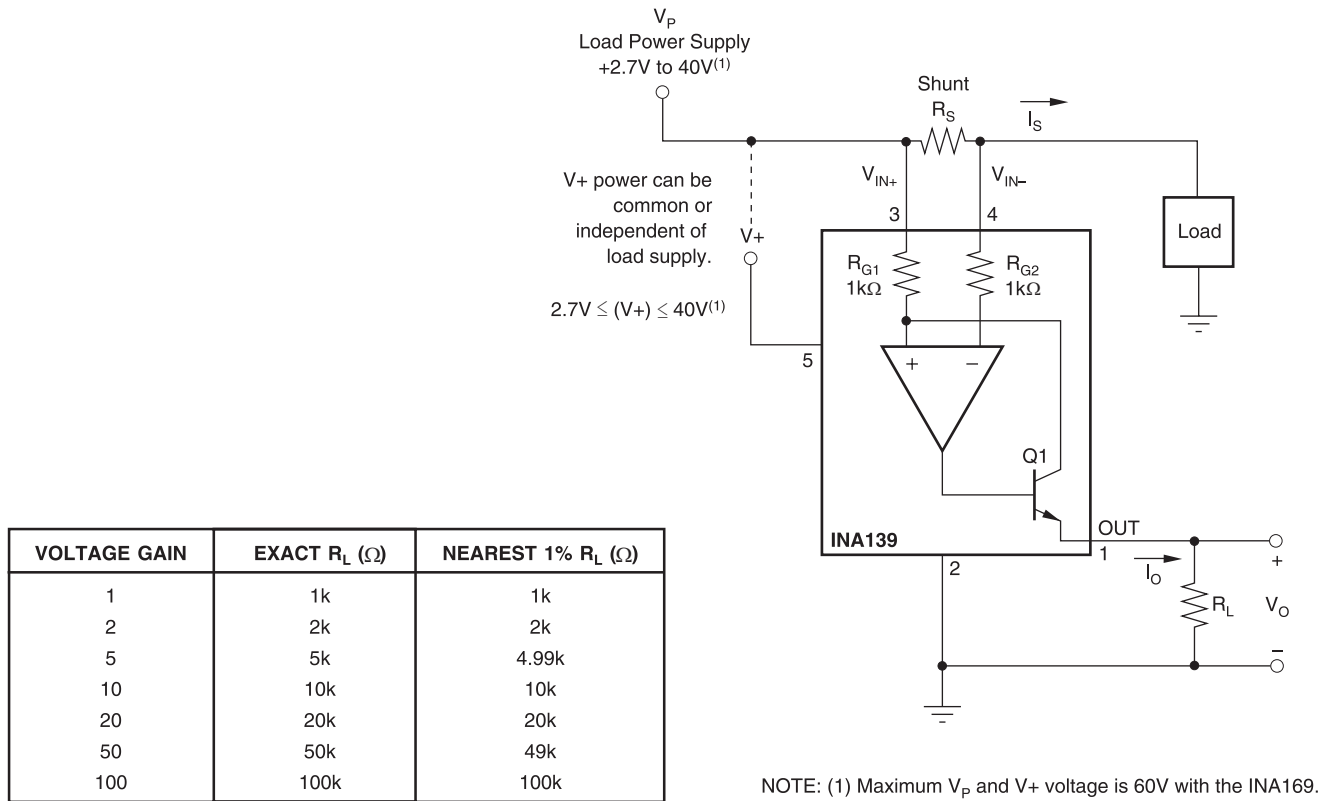 V_P
Load Power Supply
+2.7V to 40V(1)
Shunt
R_S
I_S
V+ power can be
common or
independent of
load supply.
V+
2.7V ≤ (V+) ≤ 40V(1)
V_IN+
V_IN–
3
4
Load
R_G1
1kΩ
R_G2
1kΩ
5
+
–
Q1
INA139
OUT
1
2
I_O
R_L
+
V_O
–
VOLTAGE GAIN EXACT R_L (Ω) NEAREST 1% R_L (Ω)
1 1k 1k
2 2k 2k
5 5k 4.99k
10 10k 10k
20 20k 20k
50 50k 49k
100 100k 100k
NOTE: (1) Maximum V_P and V+ voltage is 60V with the INA169.